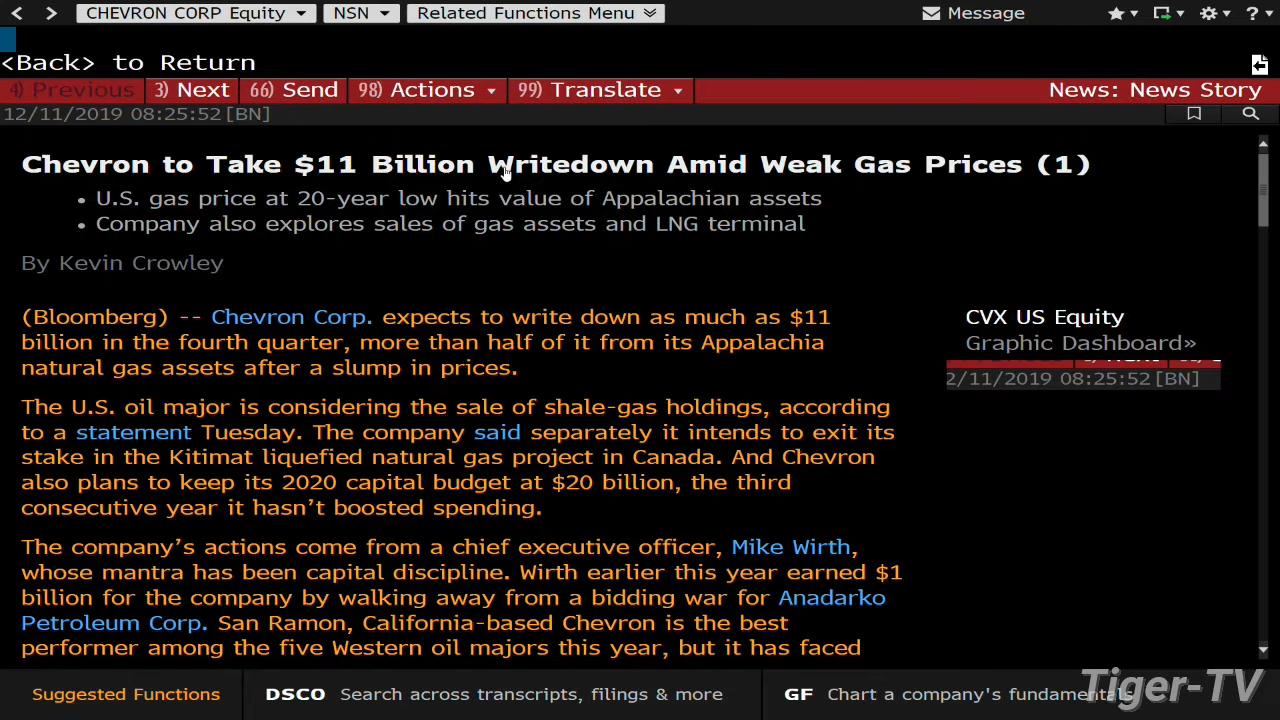 CHEVRON CORP Equity NSN Related Functions Menu Message ?
<Back> to Return
4) Previous 3) Next 66) Send 98) Actions 99) Translate News: News Story
12/11/2019 08:25:52 [BN]
Chevron to Take $11 Billion Writedown Amid Weak Gas Prices (1)
• U.S. gas price at 20-year low hits value of Appalachian assets
• Company also explores sales of gas assets and LNG terminal
By Kevin Crowley
(Bloomberg) -- Chevron Corp. expects to write down as much as $11
billion in the fourth quarter, more than half of it from its Appalachia
natural gas assets after a slump in prices.
The U.S. oil major is considering the sale of shale-gas holdings, according
to a statement Tuesday. The company said separately it intends to exit its
stake in the Kitimat liquefied natural gas project in Canada. And Chevron
also plans to keep its 2020 capital budget at $20 billion, the third
consecutive year it hasn't boosted spending.
The company's actions come from a chief executive officer, Mike Wirth,
whose mantra has been capital discipline. Wirth earlier this year earned $1
billion for the company by walking away from a bidding war for Anadarko
Petroleum Corp. San Ramon, California-based Chevron is the best
performer among the five Western oil majors this year, but it has faced
CVX US Equity
Graphic Dashboard»
2/11/2019 08:25:52 [BN]
Suggested Functions DSCO Search across transcripts, filings & more GF Chart a company's fundamentals
Tiger-TV